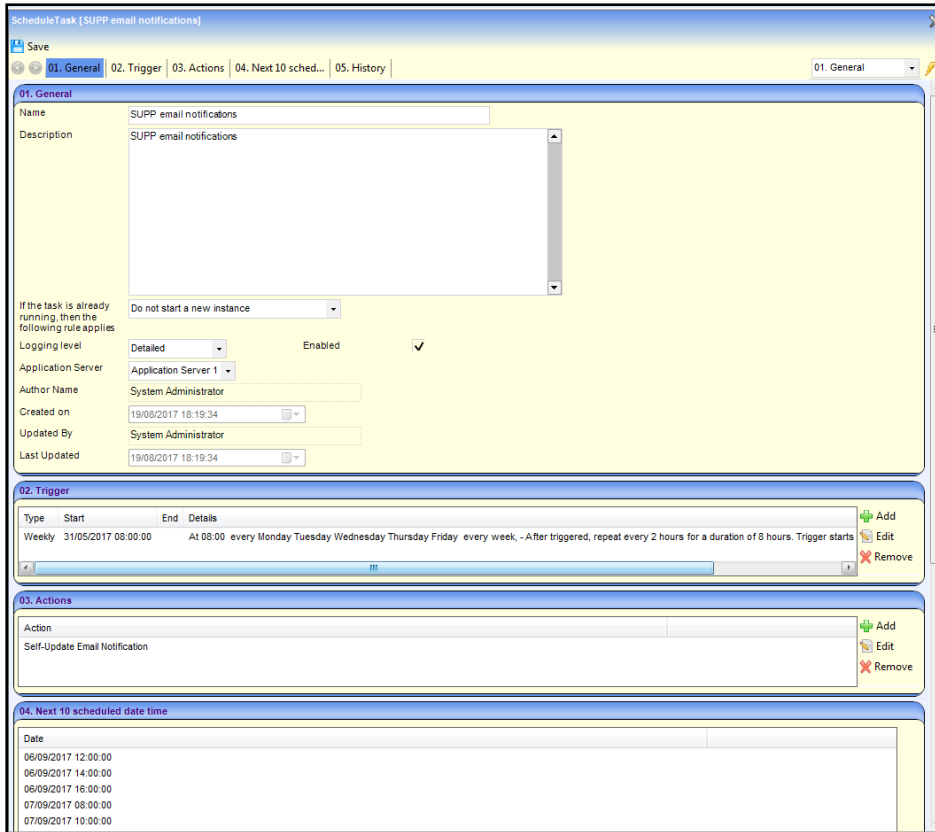 ScheduleTask [SUPP email notifications]
Save
01. General 02. Trigger 03. Actions 04. Next 10 sched... 05. History 01. General
01. General
Name SUPP email notifications
Description SUPP email notifications
If the task is already
running, then the
following rule applies
Do not start a new instance
Logging level Detailed Enabled
Application Server Application Server 1
Author Name System Administrator
Created on 19/08/2017 18:19:34
Updated By System Administrator
Last Updated 19/08/2017 18:19:34
02. Trigger
Type Start End Details
Weekly 31/05/2017 08:00:00 At 08:00 every Monday Tuesday Wednesday Thursday Friday every week, - After triggered, repeat every 2 hours for a duration of 8 hours. Trigger starts
Add
Edit
Remove
03. Actions
Action
Self-Update Email Notification
Add
Edit
Remove
04. Next 10 scheduled date time
Date
06/09/2017 12:00:00
06/09/2017 14:00:00
06/09/2017 16:00:00
07/09/2017 08:00:00
07/09/2017 10:00:00